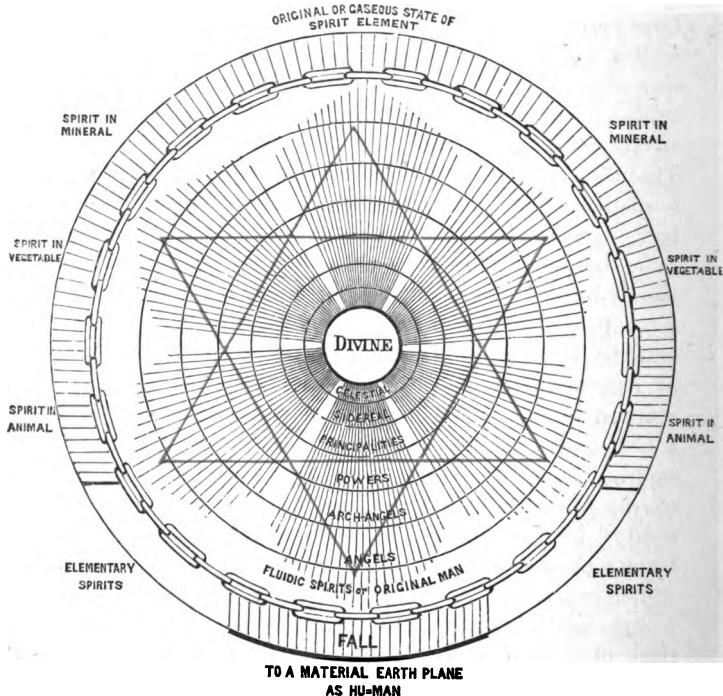 ORIGINAL OR GASEOUS STATE OF
SPIRIT ELEMENT
SPIRIT IN
MINERAL
SPIRIT IN
MINERAL
SPIRIT IN
VEGETABLE
SPIRIT IN
VEGETABLE
DIVINE
CELESTIAL
SIDEREAL
PRINCIPALITIES
SPIRIT IN
ANIMAL
SPIRIT IN
ANIMAL
POWERS
ARCH-ANGELS
ANGELS
FLUIDIC SPIRITS OF ORIGINAL MAN
ELEMENTARY
SPIRITS
ELEMENTARY
SPIRITS
FALL
TO A MATERIAL EARTH PLANE
AS HU=MAN